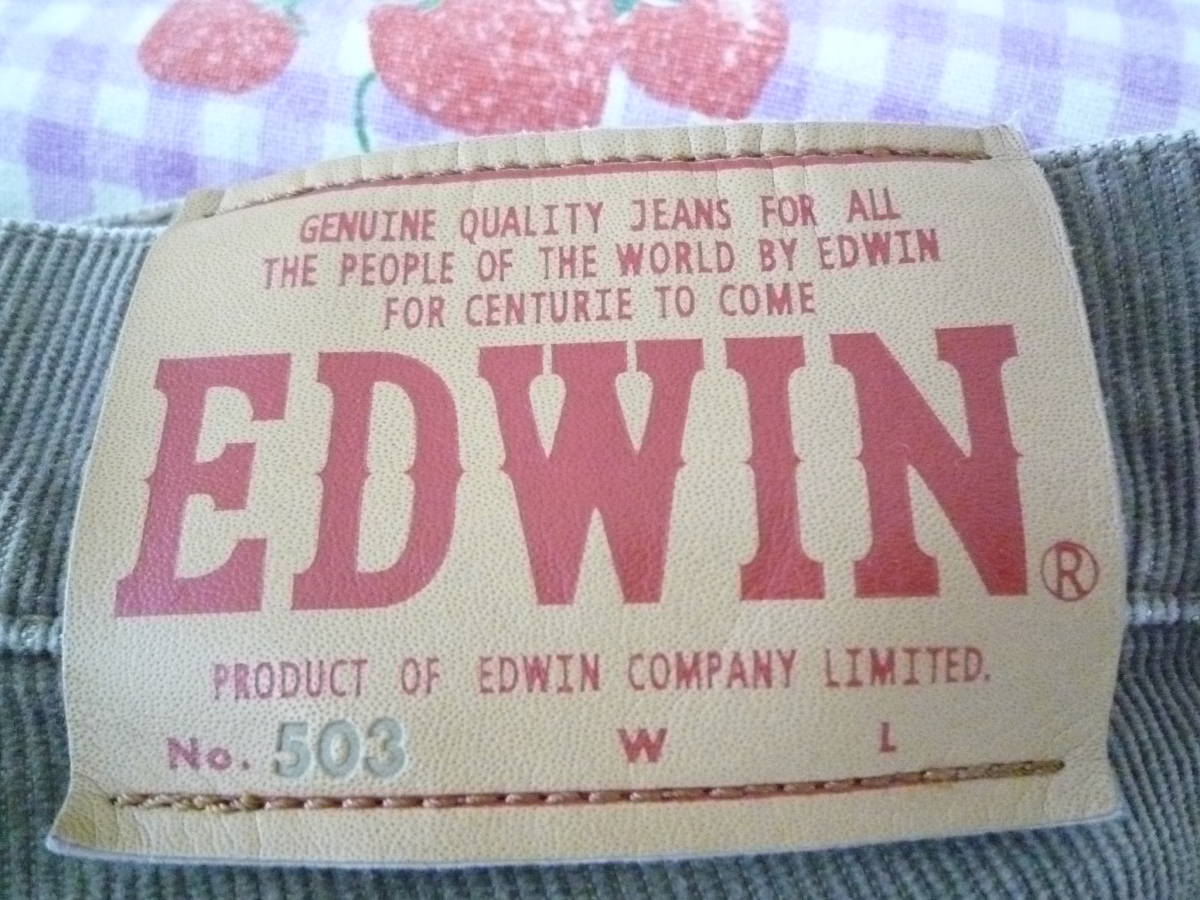 GENUINE QUALITY JEANS FOR ALL
THE PEOPLE OF THE WORLD BY EDWIN
FOR CENTURIE TO COME
EDWIN®
PRODUCT OF EDWIN COMPANY LIMITED.
No. 503 W L